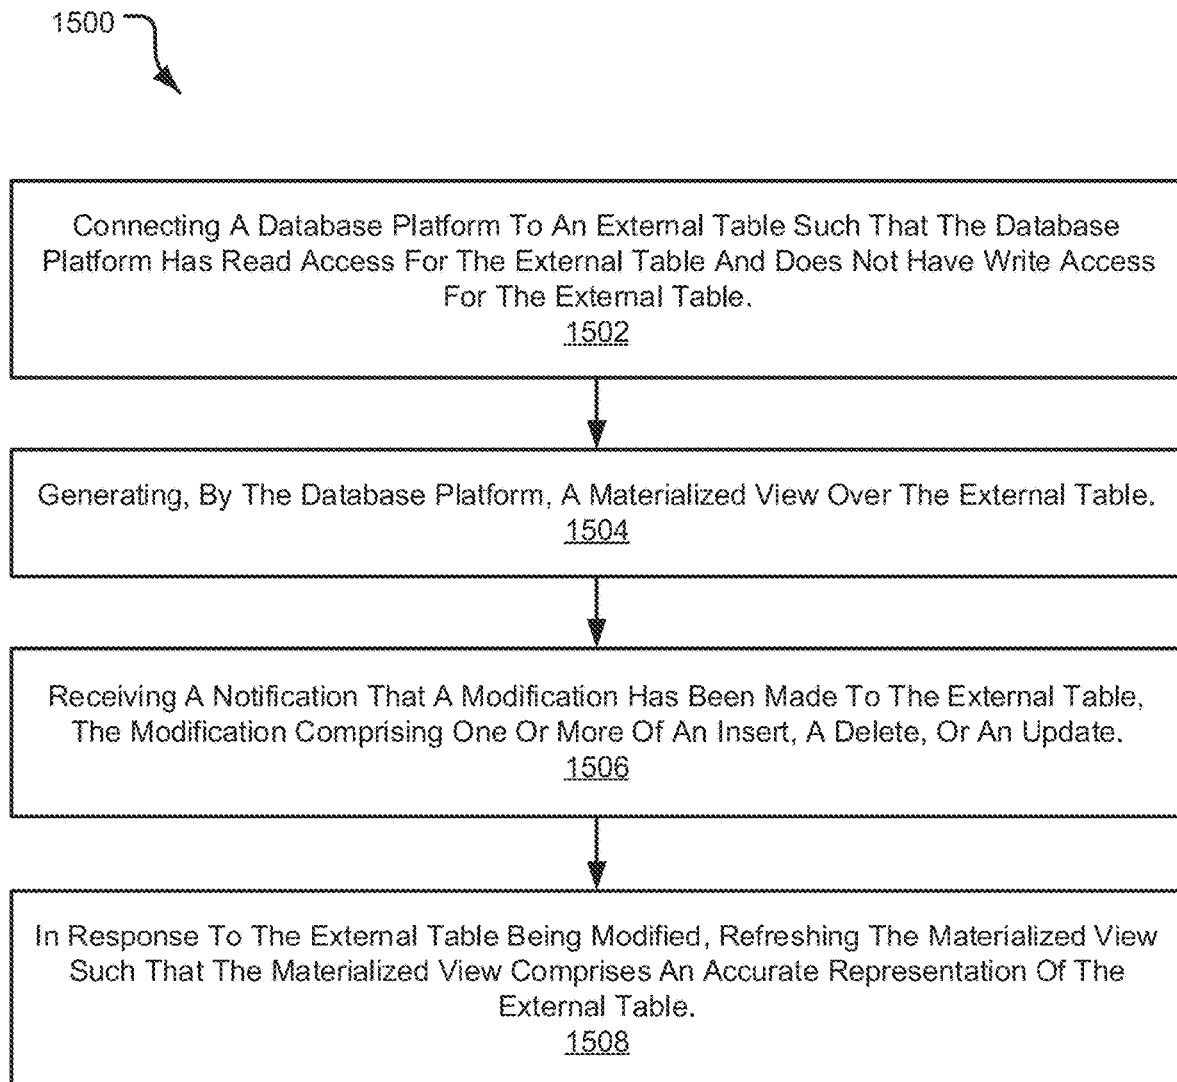 1500
Connecting A Database Platform To An External Table Such That The Database
Platform Has Read Access For The External Table And Does Not Have Write Access
For The External Table.
1502
Generating, By The Database Platform, A Materialized View Over The External Table.
1504
Receiving A Notification That A Modification Has Been Made To The External Table,
The Modification Comprising One Or More Of An Insert, A Delete, Or An Update.
1506
In Response To The External Table Being Modified, Refreshing The Materialized View
Such That The Materialized View Comprises An Accurate Representation Of The
External Table.
1508